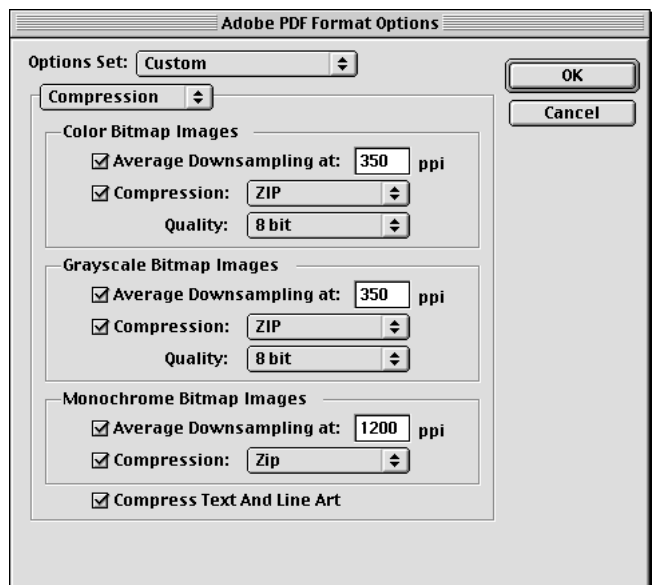 Adobe PDF Format Options
Options Set: Custom
OK
Cancel
Compression
Color Bitmap Images
Average Downsampling at: 350 ppi
Compression: ZIP
Quality: 8 bit
Grayscale Bitmap Images
Average Downsampling at: 350 ppi
Compression: ZIP
Quality: 8 bit
Monochrome Bitmap Images
Average Downsampling at: 1200 ppi
Compression: Zip
Compress Text And Line Art